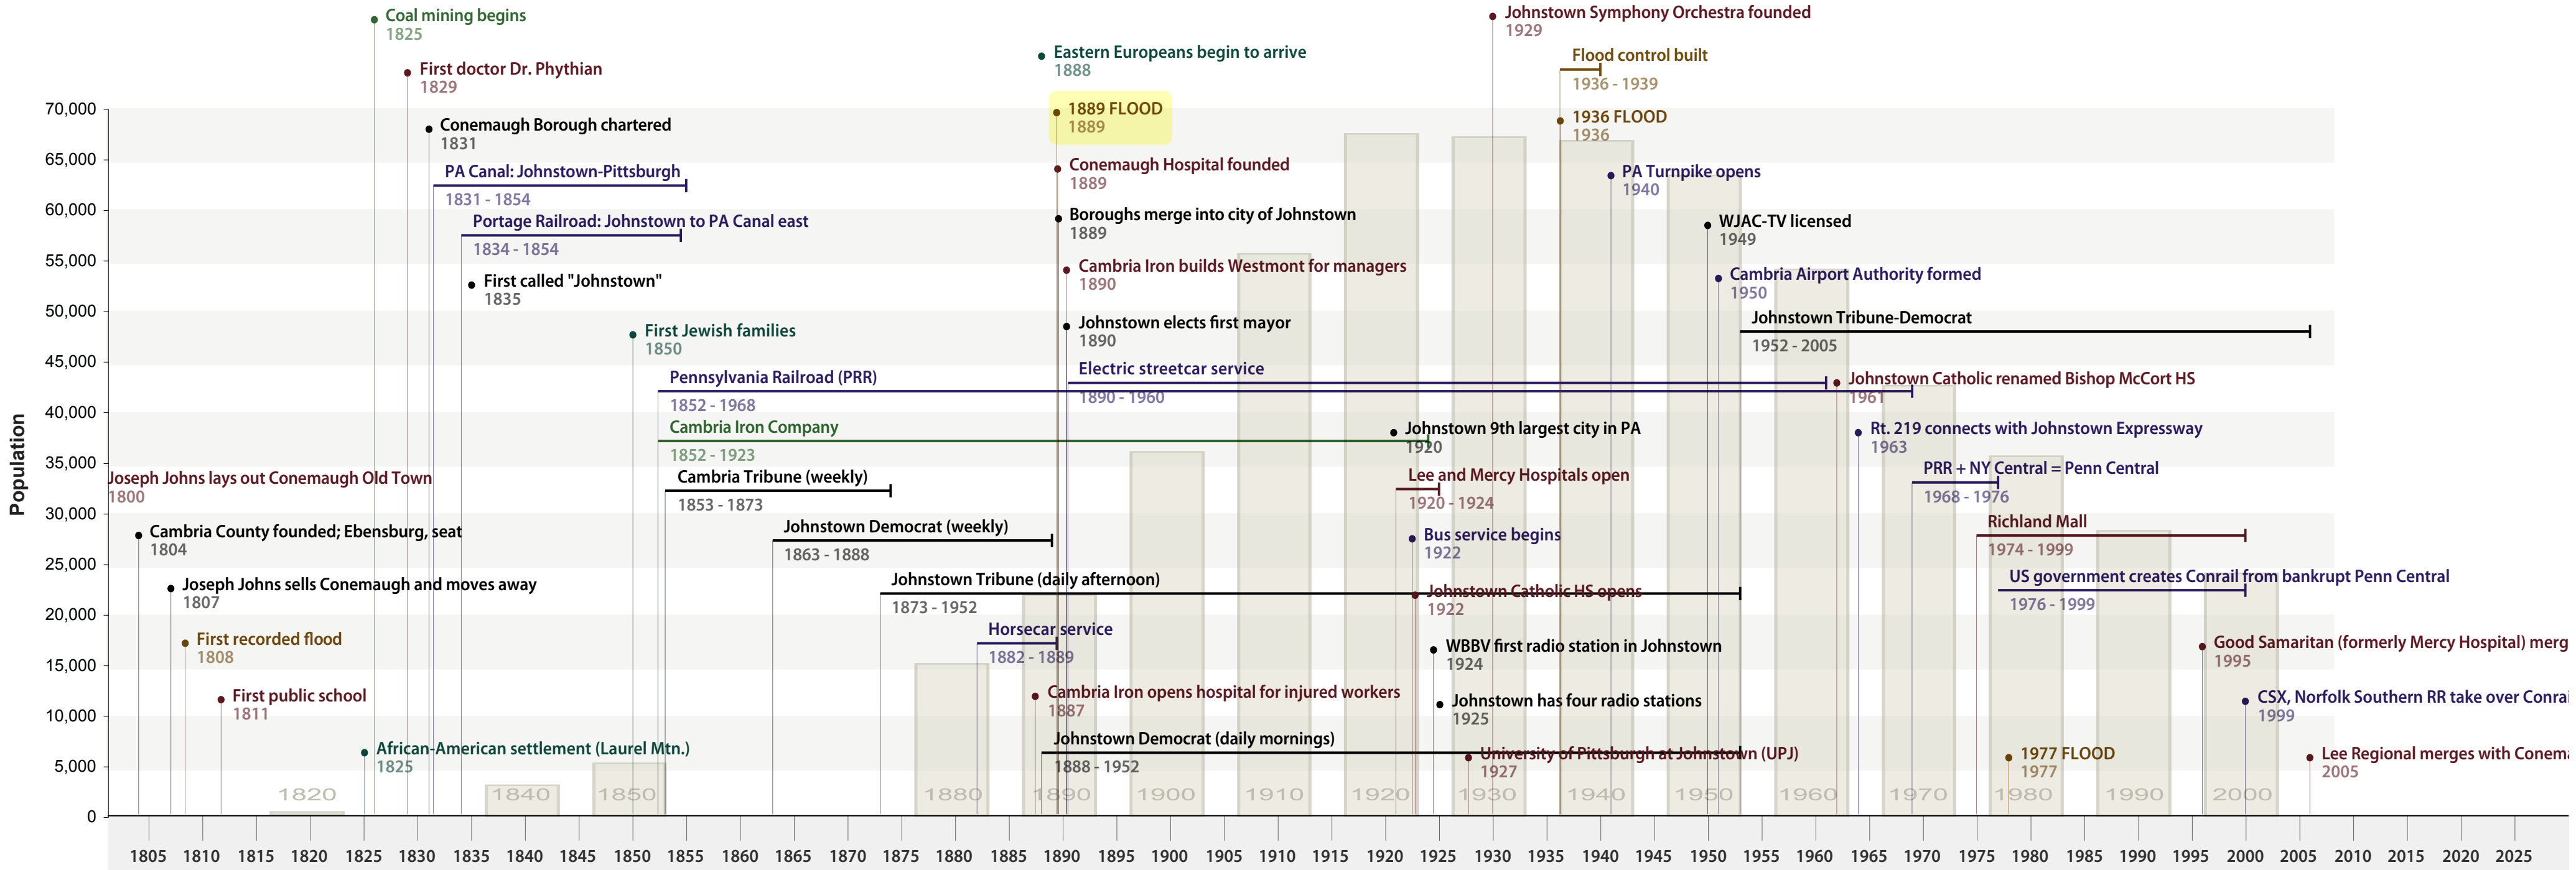 Coal mining begins
1825
First doctor Dr. Phythian
1829
Conemaugh Borough chartered
1831
PA Canal: Johnstown-Pittsburgh
1831 - 1854
Portage Railroad: Johnstown to PA Canal east
1834 - 1854
First called "Johnstown"
1835
First Jewish families
1850
Pennsylvania Railroad (PRR)
1852 - 1968
Cambria Iron Company
1852 - 1923
Joseph Johns lays out Conemaugh Old Town
1800
Cambria Tribune (weekly)
1853 - 1873
Cambria County founded; Ebensburg, seat
1804
Johnstown Democrat (weekly)
1863 - 1888
Joseph Johns sells Conemaugh and moves away
1807
Johnstown Tribune (daily afternoon)
1873 - 1952
First recorded flood
1808
Horsecar service
1882 - 1889
First public school
1811
Cambria Iron opens hospital for injured workers
1887
African-American settlement (Laurel Mtn.)
1825
Johnstown Democrat (daily mornings)
1888 - 1952
Eastern Europeans begin to arrive
1888
1889 FLOOD
1889
Conemaugh Hospital founded
1889
Boroughs merge into city of Johnstown
1889
Cambria Iron builds Westmont for managers
1890
Johnstown elects first mayor
1890
Electric streetcar service
1890 - 1960
Johnstown Symphony Orchestra founded
1929
Flood control built
1936 - 1939
1936 FLOOD
1936
PA Turnpike opens
1940
WJAC-TV licensed
1949
Cambria Airport Authority formed
1950
Johnstown Tribune-Democrat
1952 - 2005
Johnstown Catholic renamed Bishop McCort HS
1961
Johnstown 9th largest city in PA
1920
Rt. 219 connects with Johnstown Expressway
1963
Lee and Mercy Hospitals open
1920 - 1924
PRR + NY Central = Penn Central
1968 - 1976
Bus service begins
1922
Richland Mall
1974 - 1999
Johnstown Catholic HS opens
1922
US government creates Conrail from bankrupt Penn Central
1976 - 1999
WBBV first radio station in Johnstown
1924
Good Samaritan (formerly Mercy Hospital) merg
1995
Johnstown has four radio stations
1925
CSX, Norfolk Southern RR take over Conrai
1999
University of Pittsburgh at Johnstown (UPJ)
1927
1977 FLOOD
1977
Lee Regional merges with Conema
2005
Population
70,000
65,000
60,000
55,000
50,000
45,000
40,000
35,000
30,000
25,000
20,000
15,000
10,000
5,000
0
1820 1840 1850 1880 1890 1900 1910 1920 1930 1940 1950 1960 1970 1980 1990 2000
1805 1810 1815 1820 1825 1830 1835 1840 1845 1850 1855 1860 1865 1870 1875 1880 1885 1890 1895 1900 1905 1910 1915 1920 1925 1930 1935 1940 1945 1950 1955 1960 1965 1970 1975 1980 1985 1990 1995 2000 2005 2010 2015 2020 2025